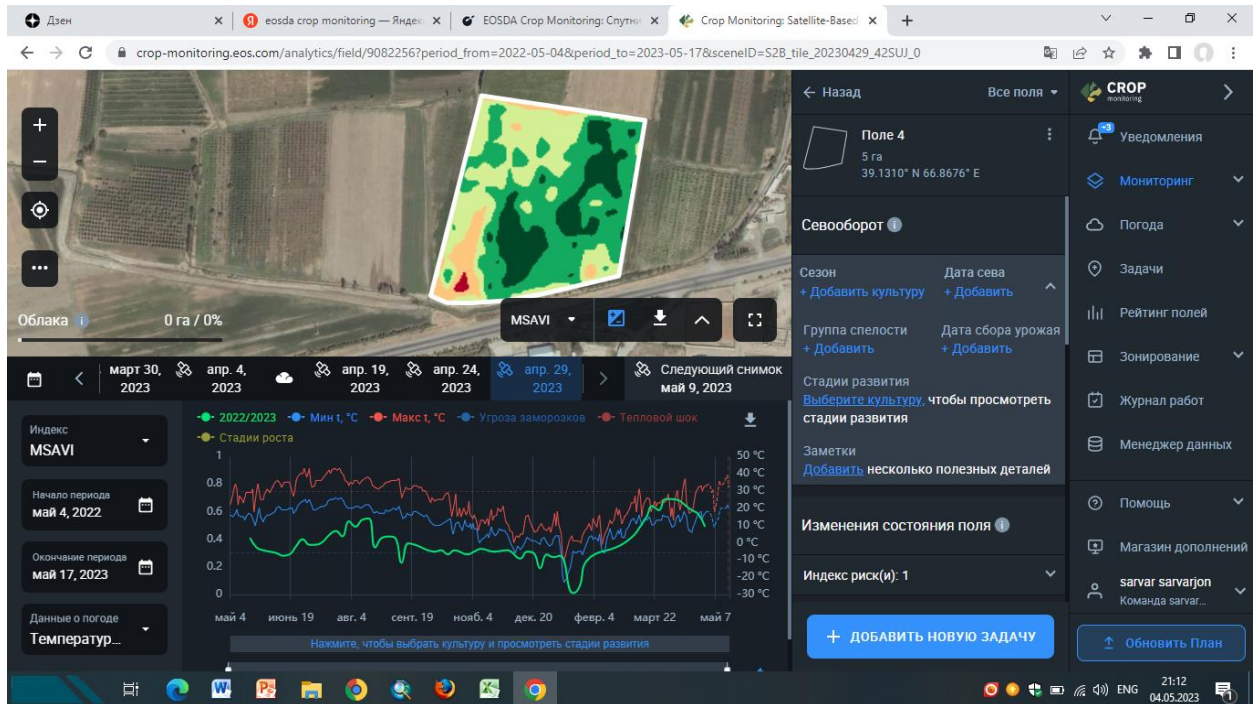 Дзен
eosda crop monitoring — Яндек
EOSDA Crop Monitoring: Спутни
Crop Monitoring: Satellite-Based
crop-monitoring.eos.com/analytics/field/9082256?period_from=2022-05-04&period_to=2023-05-17&sceneID=S2B_tile_20230429_42SUJ_0
Облака
0 га / 0%
MSAVI
март 30, 2023
апр. 4, 2023
апр. 19, 2023
апр. 24, 2023
апр. 29, 2023
Следующий снимок
май 9, 2023
Индекс
MSAVI
Начало периода
май 4, 2022
Окончание периода
май 17, 2023
Данные о погоде
Температур...
2022/2023 Мин t, °C Макс t, °C Угроза заморозков Тепловой шок
Стадии роста
1
0.8
0.6
0.4
0.2
0
50 °C
40 °C
30 °C
20 °C
10 °C
0 °C
-10 °C
-20 °C
-30 °C
май 4 июнь 19 авг. 4 сент. 19 нояб. 4 дек. 20 февр. 4 март 22 май 7
Нажмите, чтобы выбрать культуру и просмотреть стадии развития
← Назад
Все поля
Поле 4
5 га
39.1310° N 66.8676° E
Севооборот
Сезон
+ Добавить культуру
Дата сева
+ Добавить
Группа спелости
+ Добавить
Дата сбора урожая
+ Добавить
Стадии развития
Выберите культуру, чтобы просмотреть
стадии развития
Заметки
Добавить несколько полезных деталей
Изменения состояния поля
Индекс риск(и): 1
+ ДОБАВИТЬ НОВУЮ ЗАДАЧУ
CROP
monitoring
+3
Уведомления
Мониторинг
Погода
Задачи
Рейтинг полей
Зонирование
Журнал работ
Менеджер данных
Помощь
Магазин дополнений
sarvar sarvarjon
Команда sarvar...
Обновить План
ENG
21:12
04.05.2023
1